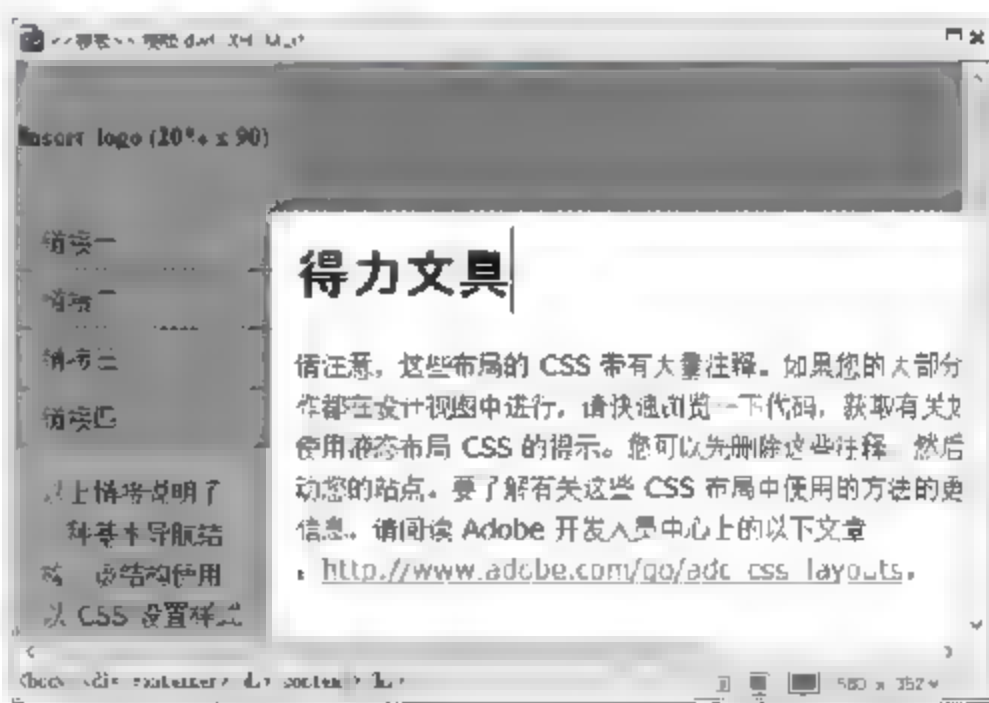 Insert logo (20% x 90)
链接一
链接二
链接三
链接四
以上链接说明了
种基本导航结
构 该结构使用
以 CSS 设置样式
得力文具
请注意，这些布局的 CSS 带有大量注释。如果您的大部分
作都在设计视图中进行，请快速浏览一下代码，获取有关
使用液态布局 CSS 的提示。您可以先删除这些注释 然后
动您的站点。要了解有关这些 CSS 布局中使用的方法的更
信息，请阅读 Adobe 开发人员中心上的以下文章
http://www.adobe.com/go/adc_css_layouts。
580 x 352